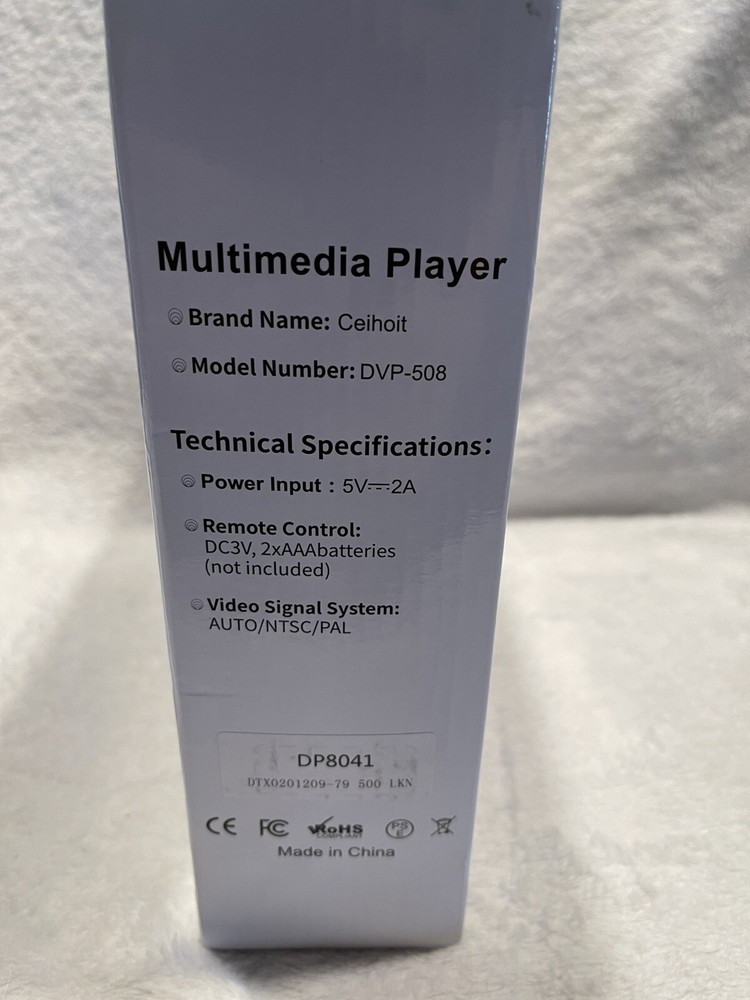 Multimedia Player
Brand Name: Ceihoit
Model Number: DVP-508
Technical Specifications:
Power Input : 5V⎓2A
Remote Control:
DC3V, 2xAAAbatteries
(not included)
Video Signal System:
AUTO/NTSC/PAL
DP8041
DTX0201209-79 500 LKN
CE FC RoHS COMPLIANT PSE
Made in China